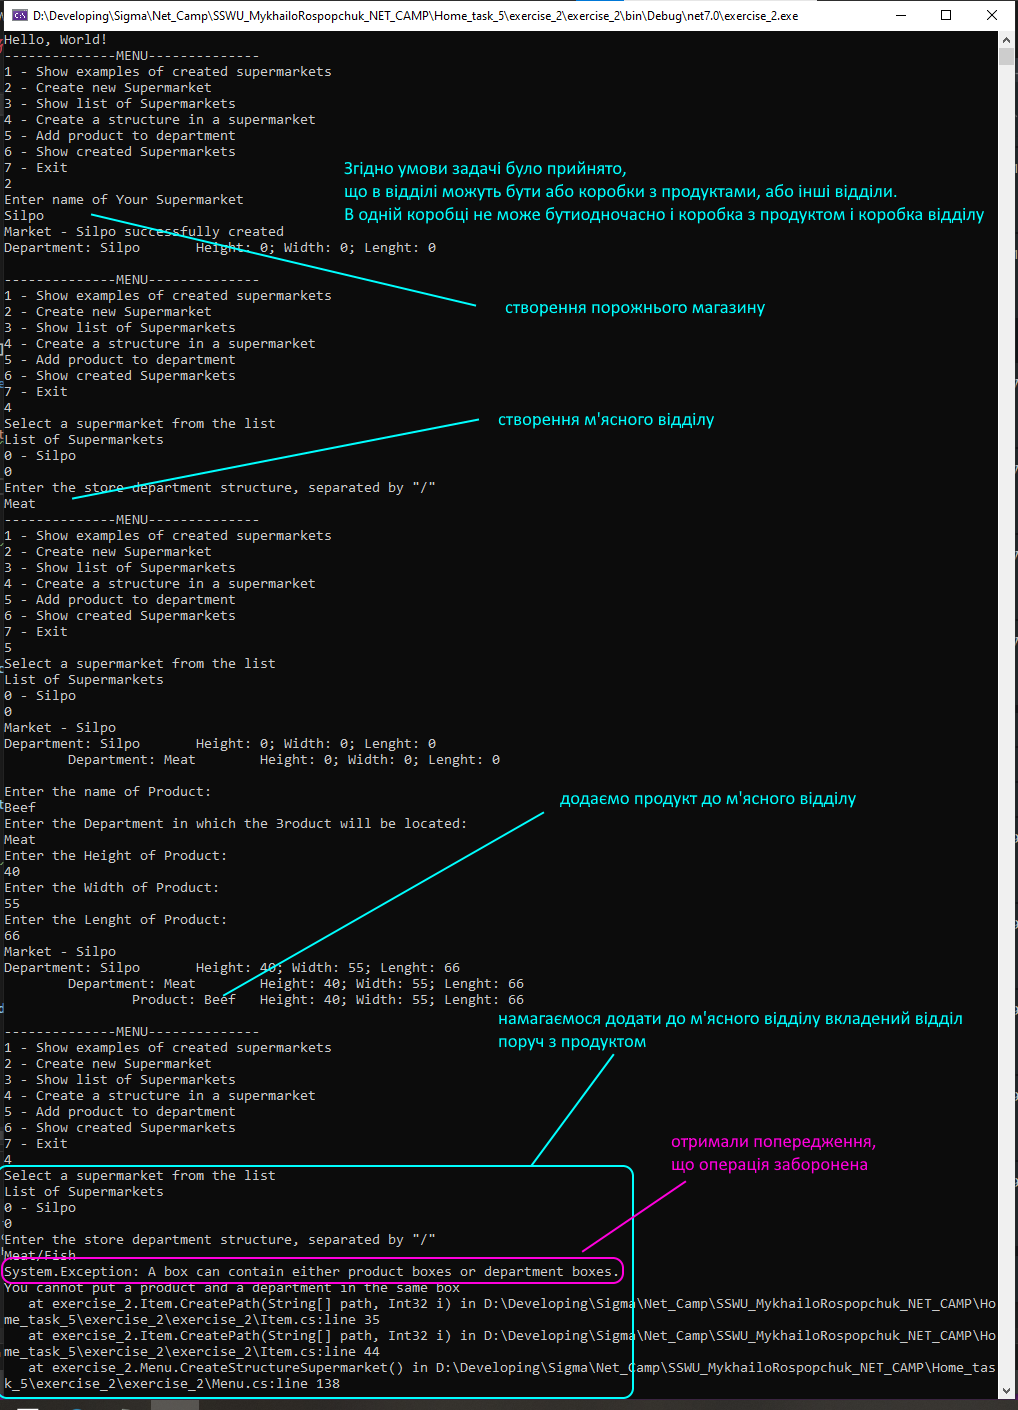 D:\Developing\Sigma\Net_Camp\SSWU_MykhailoRospopchuk_NET_CAMP\Home_task_5\exercise_2\exercise_2\bin\Debug\net7.0\exercise_2.exe
Hello, World!
--------------MENU--------------
1 - Show examples of created supermarkets
2 - Create new Supermarket
3 - Show list of Supermarkets
4 - Create a structure in a supermarket
5 - Add product to department
6 - Show created Supermarkets
7 - Exit
Згідно умови задачі було прийнято,
що в відділі можуть бути або коробки з продуктами, або інші відділи.
В одній коробці не може бутиодночасно і коробка з продуктом і коробка відділу
2
Enter name of Your Supermarket
Silpo
Market - Silpo successfully created
Department: Silpo Height: 0; Width: 0; Lenght: 0
--------------MENU--------------
1 - Show examples of created supermarkets
створення порожнього магазину
2 - Create new Supermarket
3 - Show list of Supermarkets
4 - Create a structure in a supermarket
5 - Add product to department
6 - Show created Supermarkets
7 - Exit
4
створення м'ясного відділу
Select a supermarket from the list
List of Supermarkets
0 - Silpo
0
Enter the store department structure, separated by "/"
Meat
--------------MENU--------------
1 - Show examples of created supermarkets
2 - Create new Supermarket
3 - Show list of Supermarkets
4 - Create a structure in a supermarket
5 - Add product to department
6 - Show created Supermarkets
7 - Exit
5
Select a supermarket from the list
List of Supermarkets
0 - Silpo
0
Market - Silpo
Department: Silpo Height: 0; Width: 0; Lenght: 0
Department: Meat Height: 0; Width: 0; Lenght: 0
Enter the name of Product:
додаємо продукт до м'ясного відділу
Beef
Enter the Department in which the 3roduct will be located:
Meat
Enter the Height of Product:
40
Enter the Width of Product:
55
Enter the Lenght of Product:
66
Market - Silpo
Department: Silpo Height: 40; Width: 55; Lenght: 66
Department: Meat Height: 40; Width: 55; Lenght: 66
Product: Beef Height: 40; Width: 55; Lenght: 66
намагаємося додати до м'ясного відділу вкладений відділ
поруч з продуктом
--------------MENU--------------
1 - Show examples of created supermarkets
2 - Create new Supermarket
3 - Show list of Supermarkets
4 - Create a structure in a supermarket
5 - Add product to department
6 - Show created Supermarkets
7 - Exit
отримали попередження,
що операція заборонена
4
Select a supermarket from the list
List of Supermarkets
0 - Silpo
0
Enter the store department structure, separated by "/"
Meat/Fish
System.Exception: A box can contain either product boxes or department boxes.
You cannot put a product and a department in the same box
at exercise_2.Item.CreatePath(String[] path, Int32 i) in D:\Developing\Sigma\Net_Camp\SSWU_MykhailoRospopchuk_NET_CAMP\Ho
me_task_5\exercise_2\exercise_2\Item.cs:line 35
at exercise_2.Item.CreatePath(String[] path, Int32 i) in D:\Developing\Sigma\Net_Camp\SSWU_MykhailoRospopchuk_NET_CAMP\Ho
me_task_5\exercise_2\exercise_2\Item.cs:line 44
at exercise_2.Menu.CreateStructureSupermarket() in D:\Developing\Sigma\Net_Camp\SSWU_MykhailoRospopchuk_NET_CAMP\Home_tas
k_5\exercise_2\exercise_2\Menu.cs:line 138